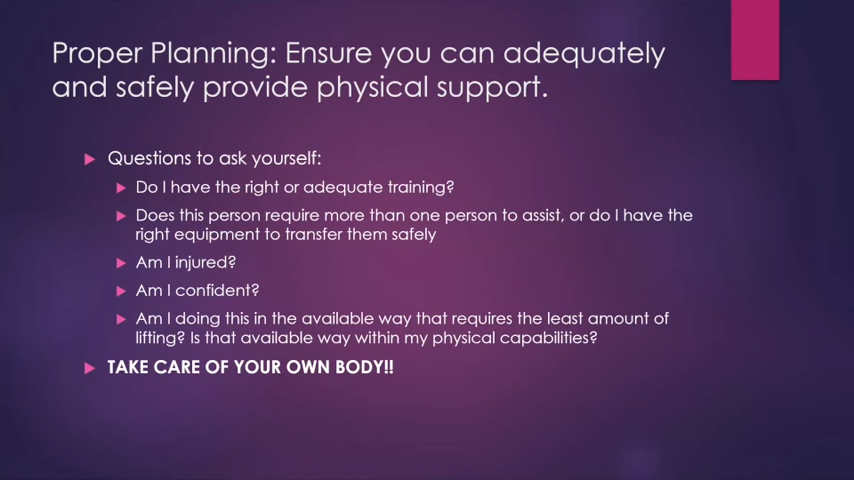 Proper Planning: Ensure you can adequately
and safely provide physical support.
Questions to ask yourself:
Do I have the right or adequate training?
Does this person require more than one person to assist, or do I have the
right equipment to transfer them safely
Am I injured?
Am I confident?
Am I doing this in the available way that requires the least amount of
lifting? Is that available way within my physical capabilities?
TAKE CARE OF YOUR OWN BODY!!